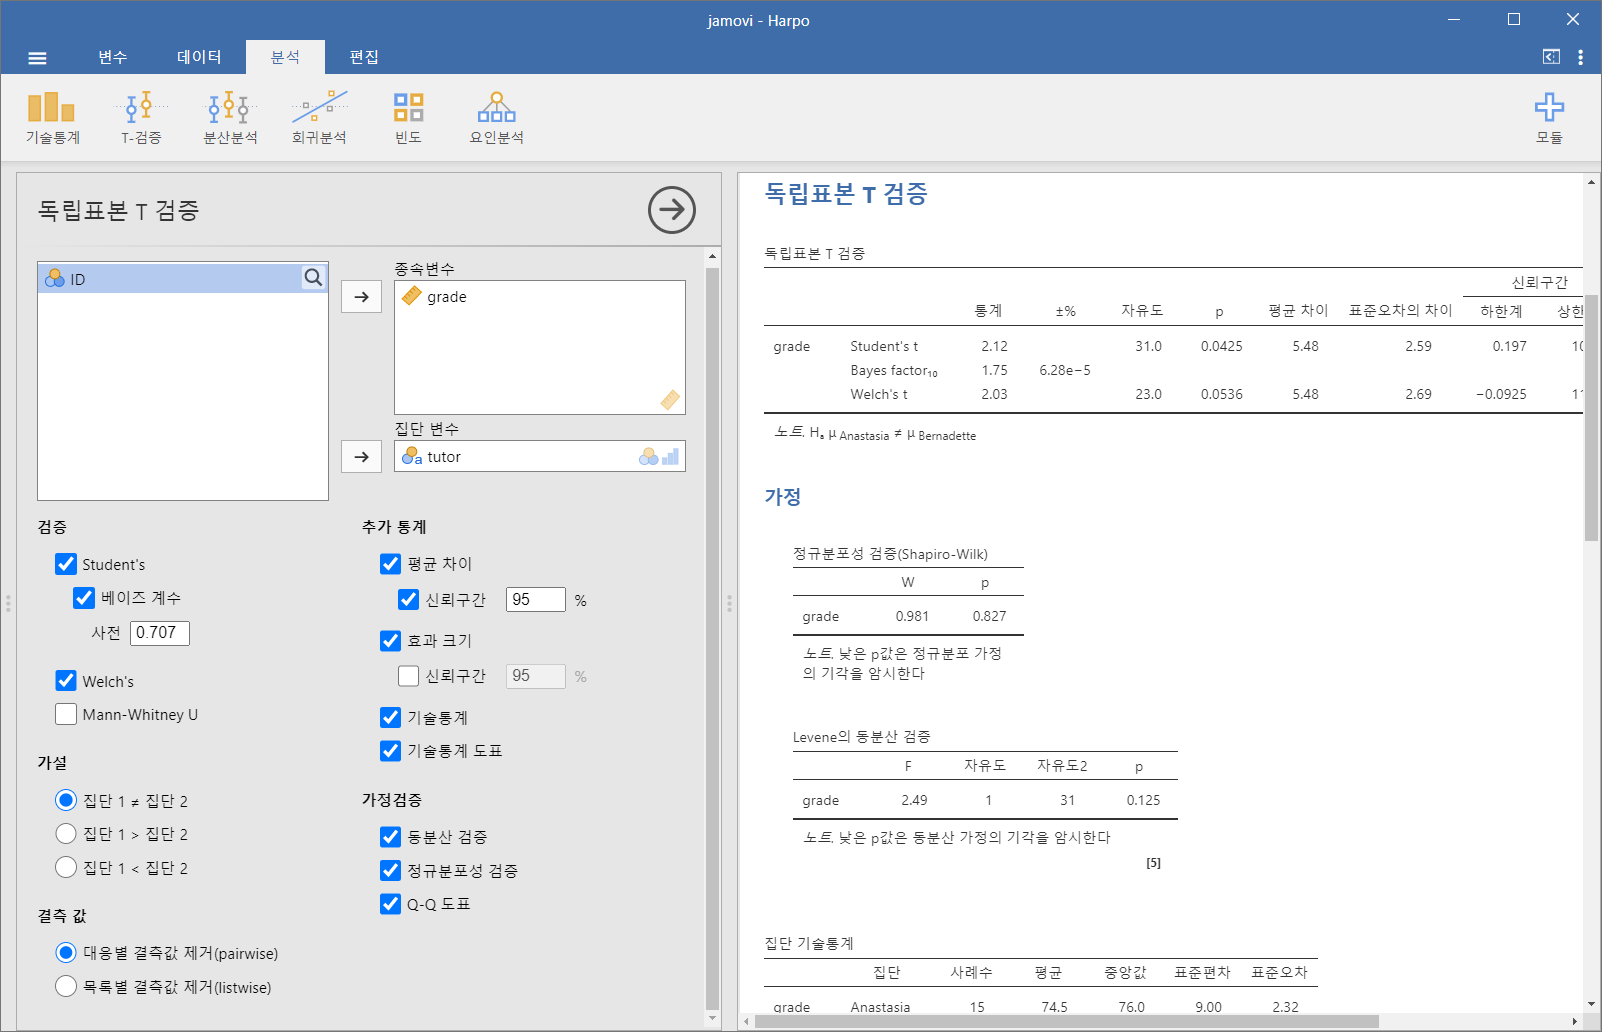 jamovi - Harpo
변수 데이터 분석 편집
기술통계 T-검증 분산분석 회귀분석 빈도 요인분석 모듈
독립표본 T 검증
ID
종속변수
grade
집단 변수
tutor
검증
Student's
베이즈 계수
사전 0.707
Welch's
Mann-Whitney U
가설
집단 1 ≠ 집단 2
집단 1 > 집단 2
집단 1 < 집단 2
결측 값
대응별 결측값 제거(pairwise)
목록별 결측값 제거(listwise)
추가 통계
평균 차이
신뢰구간 95 %
효과 크기
신뢰구간 95 %
기술통계
기술통계 도표
가정검증
동분산 검증
정규분포성 검증
Q-Q 도표
독립표본 T 검증
독립표본 T 검증
신뢰구간
통계 ±% 자유도 p 평균 차이 표준오차의 차이 하한계 상한
grade Student's t 2.12 31.0 0.0425 5.48 2.59 0.197 10
Bayes factor₁₀ 1.75 6.28e−5
Welch's t 2.03 23.0 0.0536 5.48 2.69 −0.0925 11
노트. Hₐ μ Anastasia ≠ μ Bernadette
가정
정규분포성 검증(Shapiro-Wilk)
W p
grade 0.981 0.827
노트. 낮은 p값은 정규분포 가정
의 기각을 암시한다
Levene의 동분산 검증
F 자유도 자유도2 p
grade 2.49 1 31 0.125
노트. 낮은 p값은 동분산 가정의 기각을 암시한다
[5]
집단 기술통계
집단 사례수 평균 중앙값 표준편차 표준오차
grade Anastasia 15 74.5 76.0 9.00 2.32